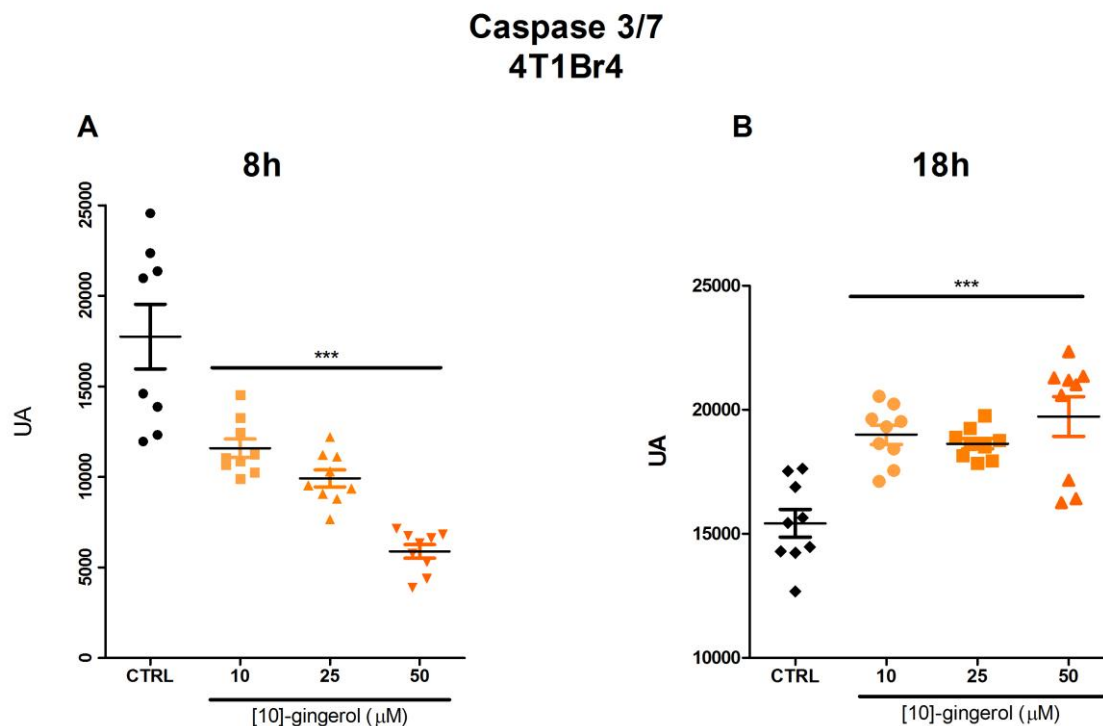 Caspase 3/7
4T1Br4
A
8h
UA
25000
20000
15000
10000
5000
0
***
CTRL 10 25 50
[10]-gingerol (µM)
B
18h
UA
25000
20000
15000
10000
***
CTRL 10 25 50
[10]-gingerol (µM)